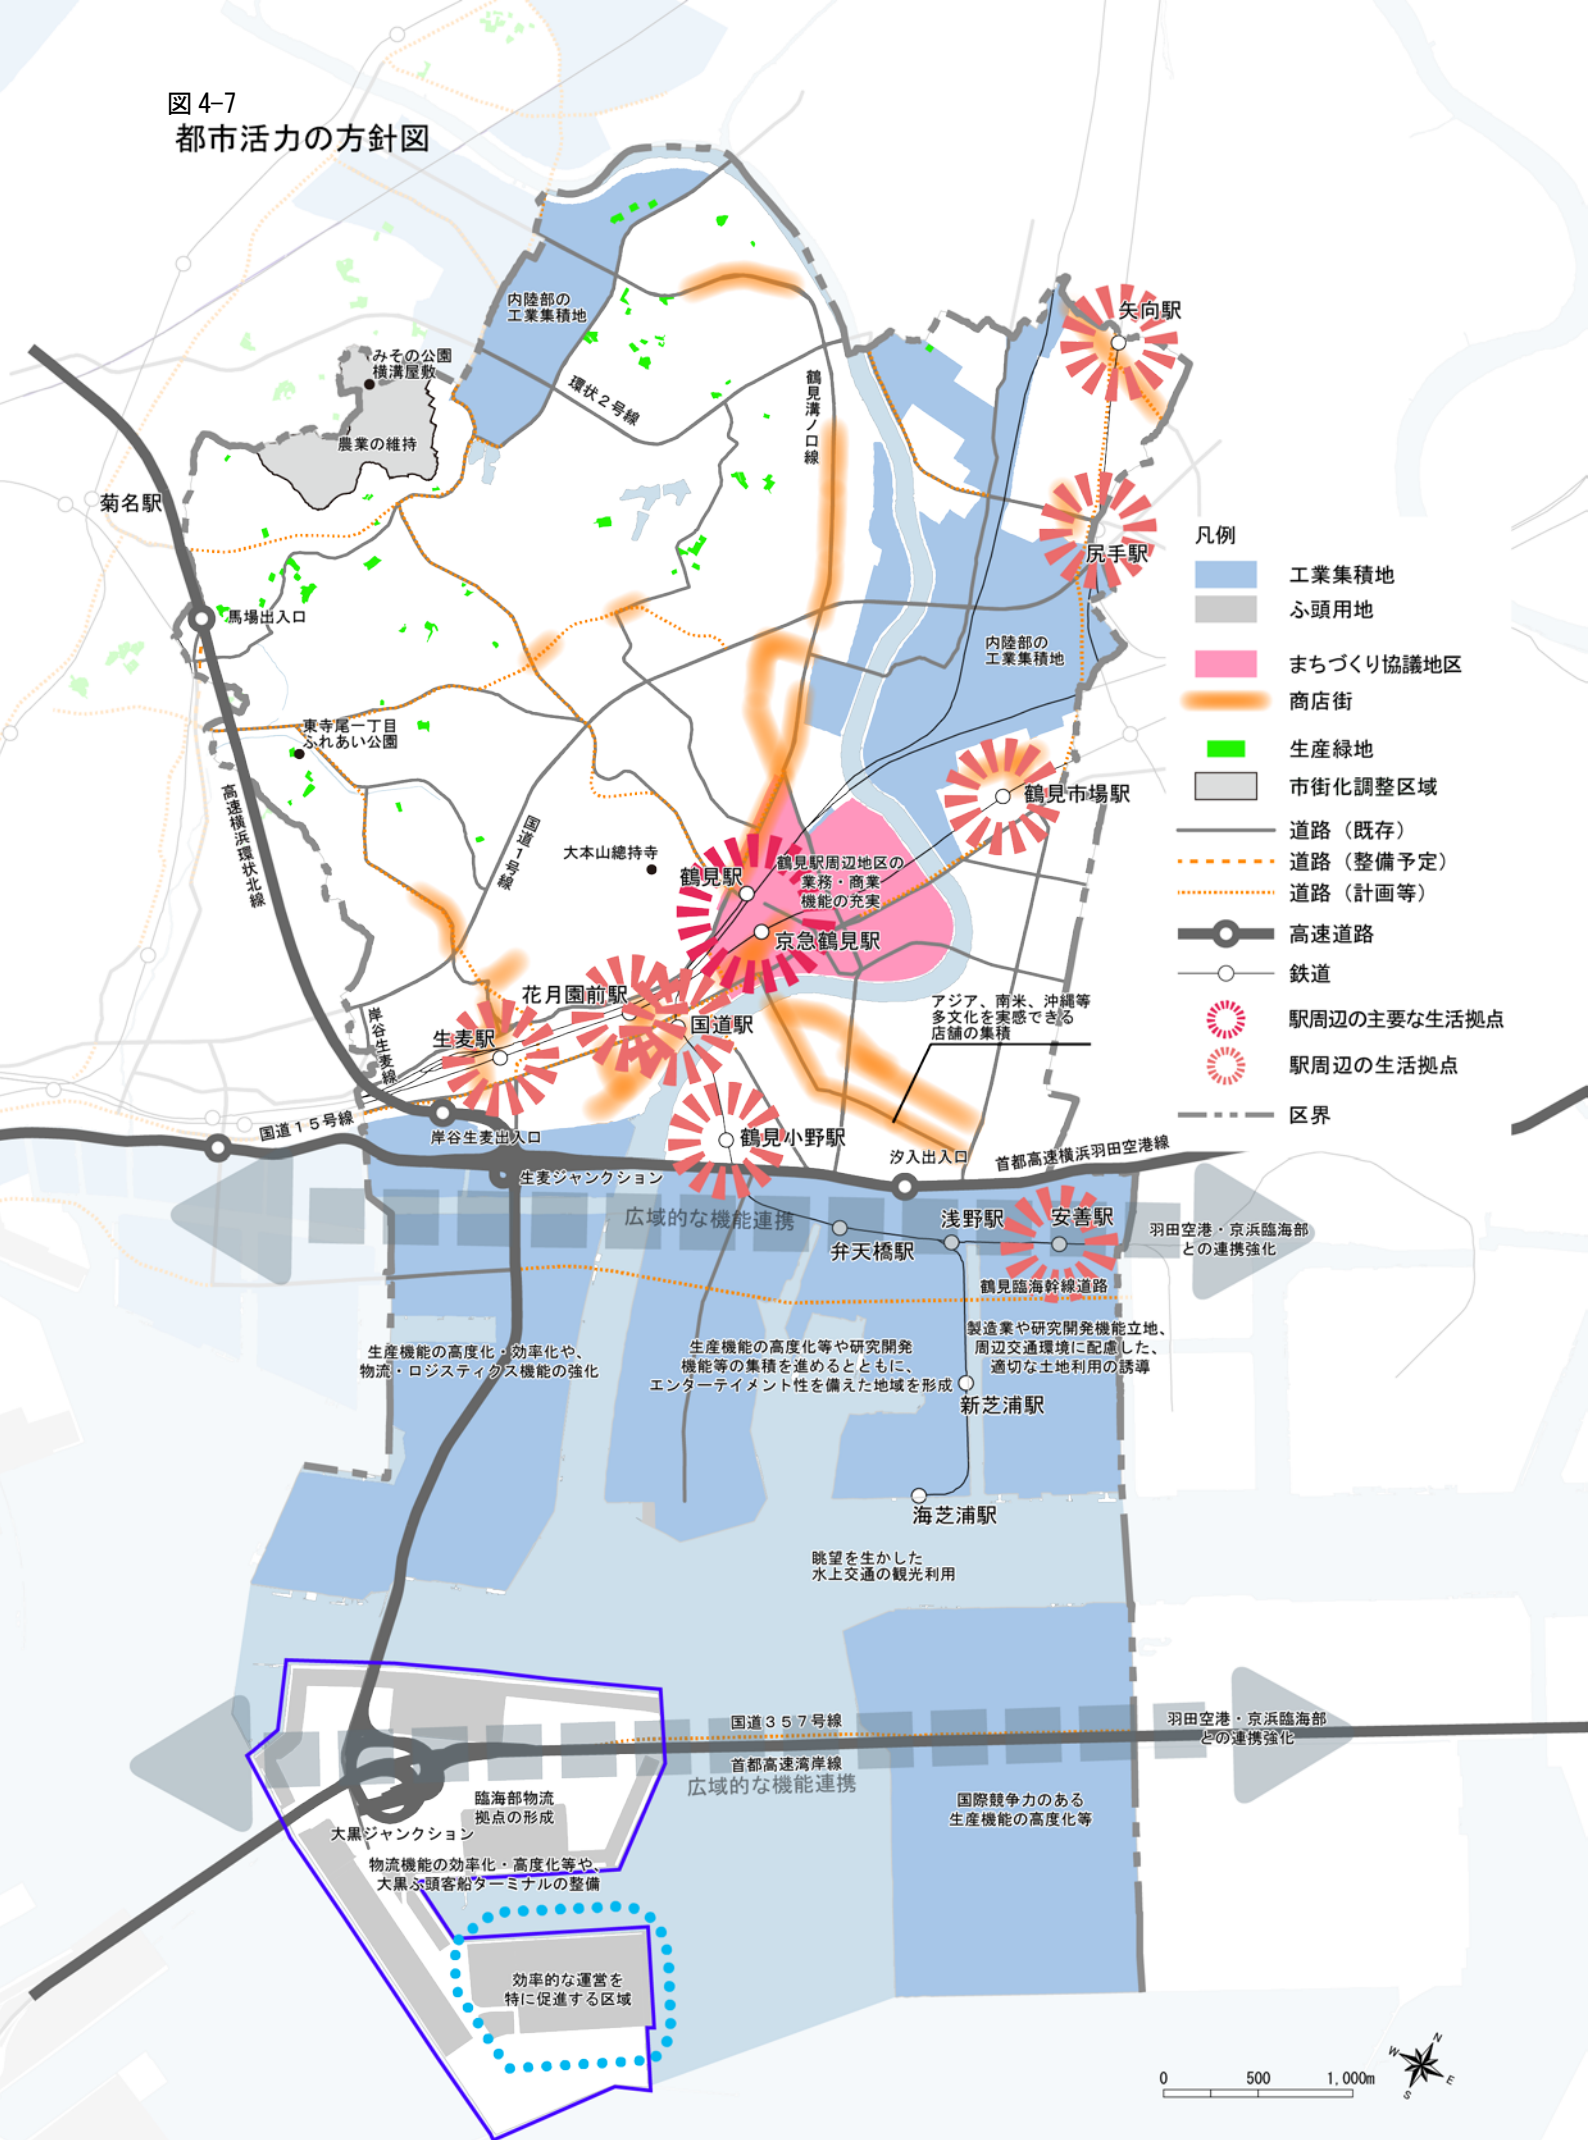 図 4-7
都市活力の方針図
矢向駅
内陸部の
工業集積地
みその公園
横溝屋敷
環状２号線
鶴見溝ノ口線
農業の維持
菊名駅
尻手駅
馬場出入口
内陸部の
工業集積地
東寺尾一丁目
ふれあい公園
高速横浜環状北線
国道１号線
鶴見市場駅
大本山總持寺
鶴見駅
鶴見駅周辺地区の
業務・商業
機能の充実
京急鶴見駅
花月園前駅
国道駅
生麦駅
岸谷生麦線
アジア、南米、沖縄等
多文化を実感できる
店舗の集積
国道１５号線
岸谷生麦出入口
鶴見小野駅
汐入出入口
首都高速横浜羽田空港線
生麦ジャンクション
広域的な機能連携
弁天橋駅
浅野駅
安善駅
羽田空港・京浜臨海部
との連携強化
鶴見臨海幹線道路
生産機能の高度化・効率化や、
物流・ロジスティクス機能の強化
生産機能の高度化等や研究開発
機能等の集積を進めるとともに、
エンターテイメント性を備えた地域を形成
製造業や研究開発機能立地、
周辺交通環境に配慮した、
適切な土地利用の誘導
新芝浦駅
海芝浦駅
眺望を生かした
水上交通の観光利用
国道３５７号線
首都高速湾岸線
広域的な機能連携
羽田空港・京浜臨海部
との連携強化
臨海部物流
拠点の形成
大黒ジャンクション
国際競争力のある
生産機能の高度化等
物流機能の効率化・高度化等や、
大黒ふ頭客船ターミナルの整備
効率的な運営を
特に促進する区域
凡例
工業集積地
ふ頭用地
まちづくり協議地区
商店街
生産緑地
市街化調整区域
道路（既存）
道路（整備予定）
道路（計画等）
高速道路
鉄道
駅周辺の主要な生活拠点
駅周辺の生活拠点
区界
N
W
E
S
0 500 1,000m